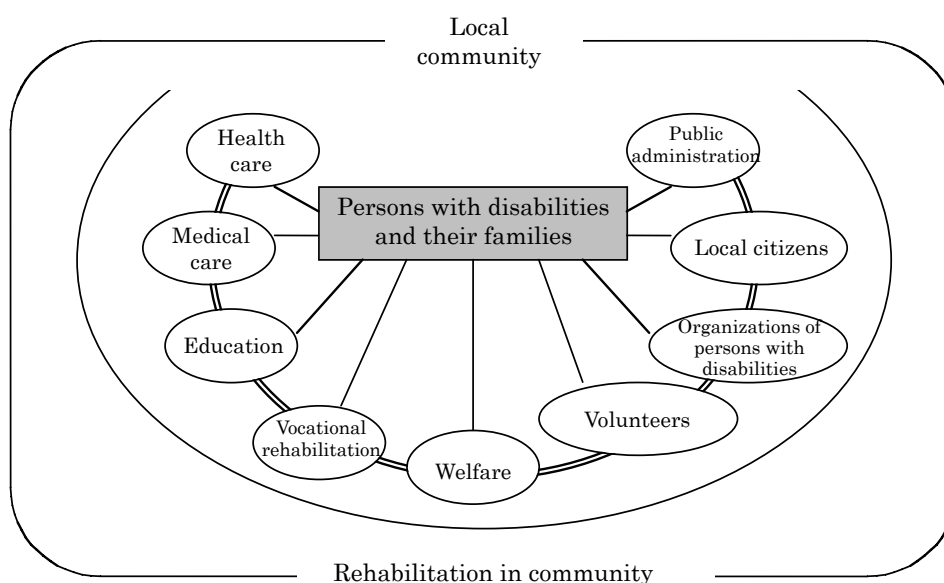 Local
community
Health
care
Public
administration
Persons with disabilities
and their families
Medical
care
Local citizens
Education
Organizations of
persons with
disabilities
Vocational
rehabilitation
Volunteers
Welfare
Rehabilitation in community